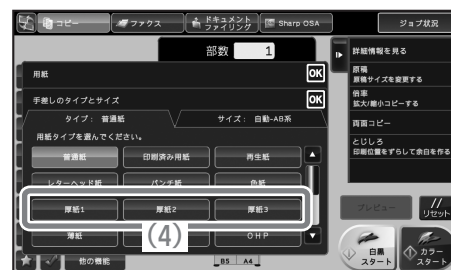 コピー
ファクス
ドキュメント
ファイリング
Sharp OSA
ジョブ状況
部数 1
用紙
OK
手差しのタイプとサイズ
OK
タイプ: 普通紙
サイズ: 自動-AB系
用紙タイプを選んでください。
普通紙
印刷済み用紙
再生紙
レターヘッド紙
パンチ紙
色紙
厚紙1
厚紙2
厚紙3
薄紙
(4)
OHP
他の機能
B5
A4
詳細情報を見る
原稿
原稿サイズを変更する
倍率
拡大/縮小コピーする
両面コピー
とじしろ
印刷位置をずらして余白を作る
プレビュー
リセット
白黒
スタート
カラー
スタート